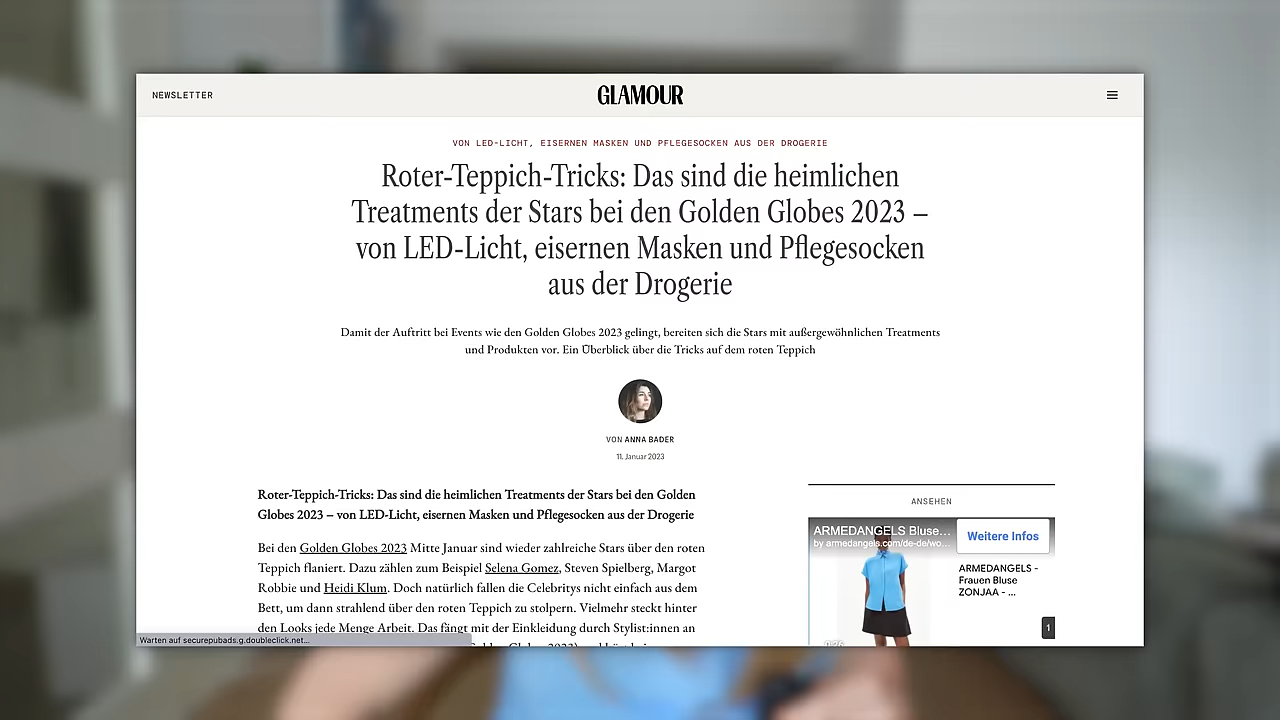 NEWSLETTER
GLAMOUR
VON LED-LICHT, EISERNEN MASKEN UND PFLEGESOCKEN AUS DER DROGERIE
Roter-Teppich-Tricks: Das sind die heimlichen
Treatments der Stars bei den Golden Globes 2023 –
von LED-Licht, eisernen Masken und Pflegesocken
aus der Drogerie
Damit der Auftritt bei Events wie den Golden Globes 2023 gelingt, bereiten sich die Stars mit außergewöhnlichen Treatments
und Produkten vor. Ein Überblick über die Tricks auf dem roten Teppich
VON ANNA BADER
11. Januar 2023
Roter-Teppich-Tricks: Das sind die heimlichen Treatments der Stars bei den Golden
Globes 2023 – von LED-Licht, eisernen Masken und Pflegesocken aus der Drogerie
Bei den Golden Globes 2023 Mitte Januar sind wieder zahlreiche Stars über den roten
Teppich flaniert. Dazu zählen zum Beispiel Selena Gomez, Steven Spielberg, Margot
Robbie und Heidi Klum. Doch natürlich fallen die Celebritys nicht einfach aus dem
Bett, um dann strahlend über den roten Teppich zu stolpern. Vielmehr steckt hinter
den Looks jede Menge Arbeit. Das fängt mit der Einkleidung durch Stylist:innen an
Warten auf securepubads.g.doubleclick.net...
ANSEHEN
ARMEDANGELS Bluse...
by armedangels.com/de-de/wo...
Weitere Infos
ARMEDANGELS -
Frauen Bluse
ZONJAA - ...
1